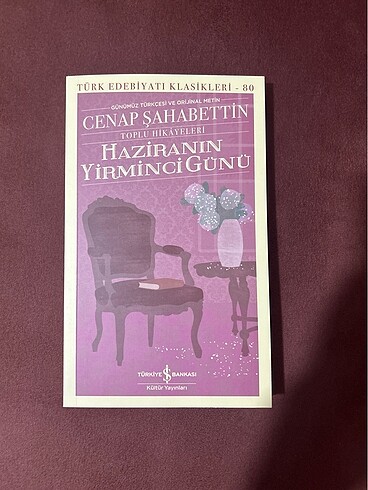 TÜRK EDEBİYATI KLASİKLERİ - 80
GÜNÜMÜZ TÜRKÇESİ VE ORİJİNAL METİN
CENAP ŞAHABETTİN
TOPLU HİKÂYELERİ
HAZİRANIN
YİRMİNCİ GÜNÜ
TÜRKİYE İŞ BANKASI
Kültür Yayınları